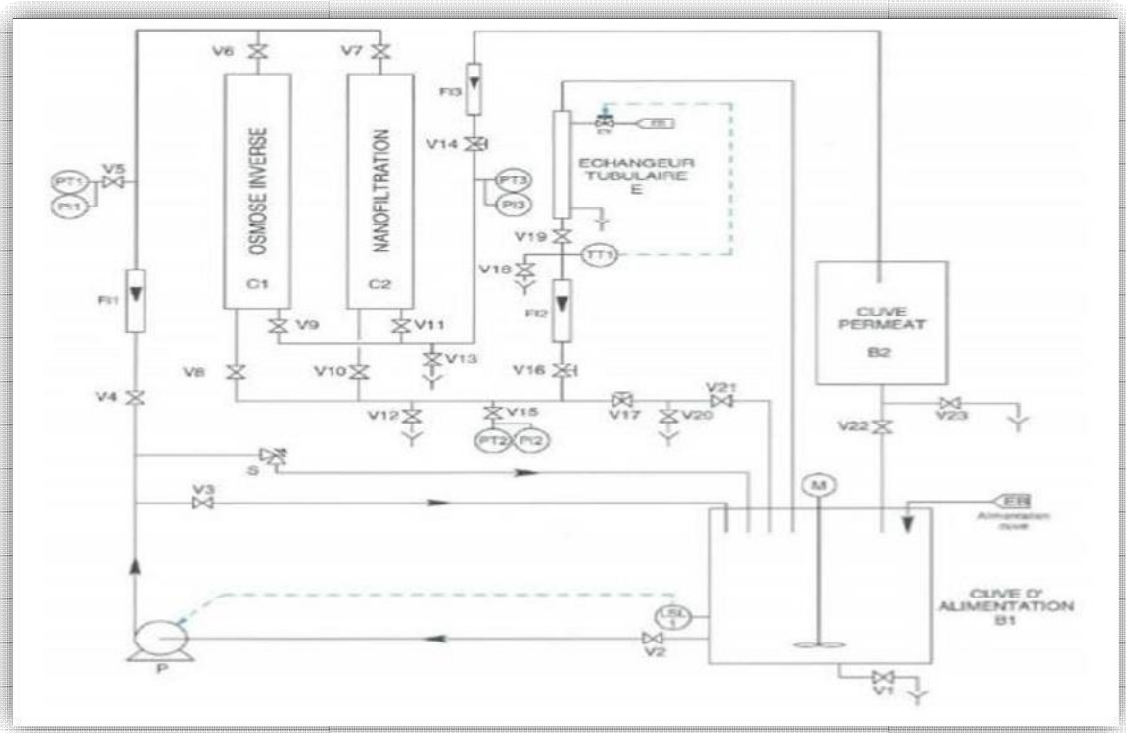 V6
V7
FI3
V14
V5
PT1
PI1
OSMOSE INVERSE
C1
NANOFILTRATION
C2
PT3
PI3
ECHANGEUR
TUBULAIRE
E
V19
TT1
V18
FI1
FI2
CUVE
PERMEAT
B2
V9
V11
V13
V8
V10
V16
V4
V12
V15
PT2
PI2
V17
V21
V20
V22
V23
S
V3
M
EB
Alimentation
cuve
CUVE D'
ALIMENTATION
B1
LSL
1
V2
P
V1